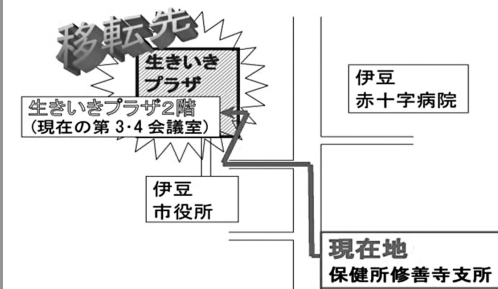 移転先
生きいき
プラザ
生きいきプラザ2階
(現在の第3・4会議室)
伊豆
赤十字病院
伊豆
市役所
現在地
保健所修善寺支所